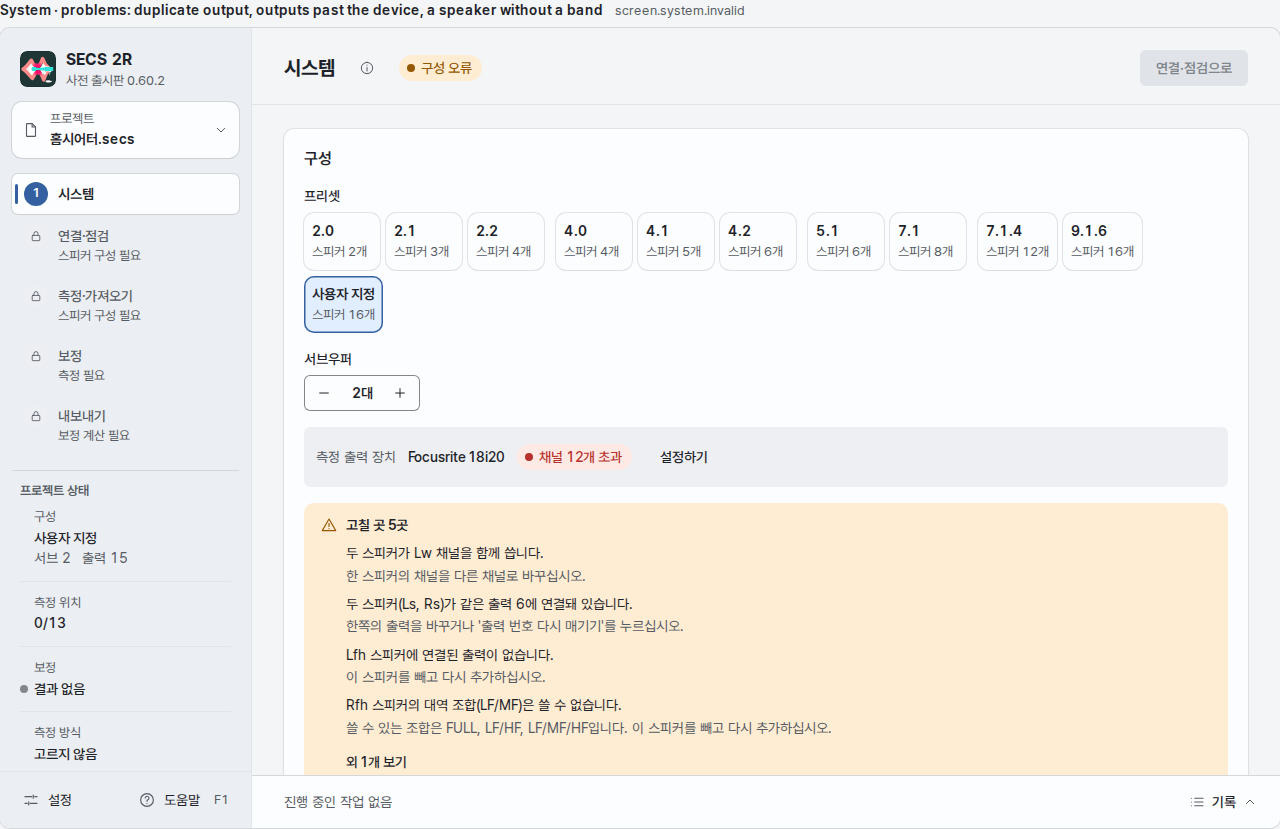 System · problems: duplicate output, outputs past the device, a speaker without a band screen.system.invalid
SECS 2R
사전 출시판 0.60.2
프로젝트
홈시어터.secs
1 시스템
연결·점검
스피커 구성 필요
측정·가져오기
스피커 구성 필요
보정
측정 필요
내보내기
보정 계산 필요
프로젝트 상태
구성
사용자 지정
서브 2 출력 15
측정 위치
0/13
보정
결과 없음
측정 방식
고르지 않음
설정 도움말 F1
시스템 구성 오류 연결·점검으로
구성
프리셋
2.0 2.1 2.2 4.0 4.1 4.2 5.1 7.1 7.1.4 9.1.6
스피커 2개 스피커 3개 스피커 4개 스피커 4개 스피커 5개 스피커 6개 스피커 6개 스피커 8개 스피커 12개 스피커 16개
사용자 지정
스피커 16개
서브우퍼
− 2대 +
측정 출력 장치 Focusrite 18i20 채널 12개 초과 설정하기
고칠 곳 5곳
두 스피커가 Lw 채널을 함께 씁니다.
한 스피커의 채널을 다른 채널로 바꾸십시오.
두 스피커(Ls, Rs)가 같은 출력 6에 연결돼 있습니다.
한쪽의 출력을 바꾸거나 '출력 번호 다시 매기기'를 누르십시오.
Lfh 스피커에 연결된 출력이 없습니다.
이 스피커를 빼고 다시 추가하십시오.
Rfh 스피커의 대역 조합(LF/MF)은 쓸 수 없습니다.
쓸 수 있는 조합은 FULL, LF/HF, LF/MF/HF입니다. 이 스피커를 빼고 다시 추가하십시오.
외 1개 보기
진행 중인 작업 없음 기록